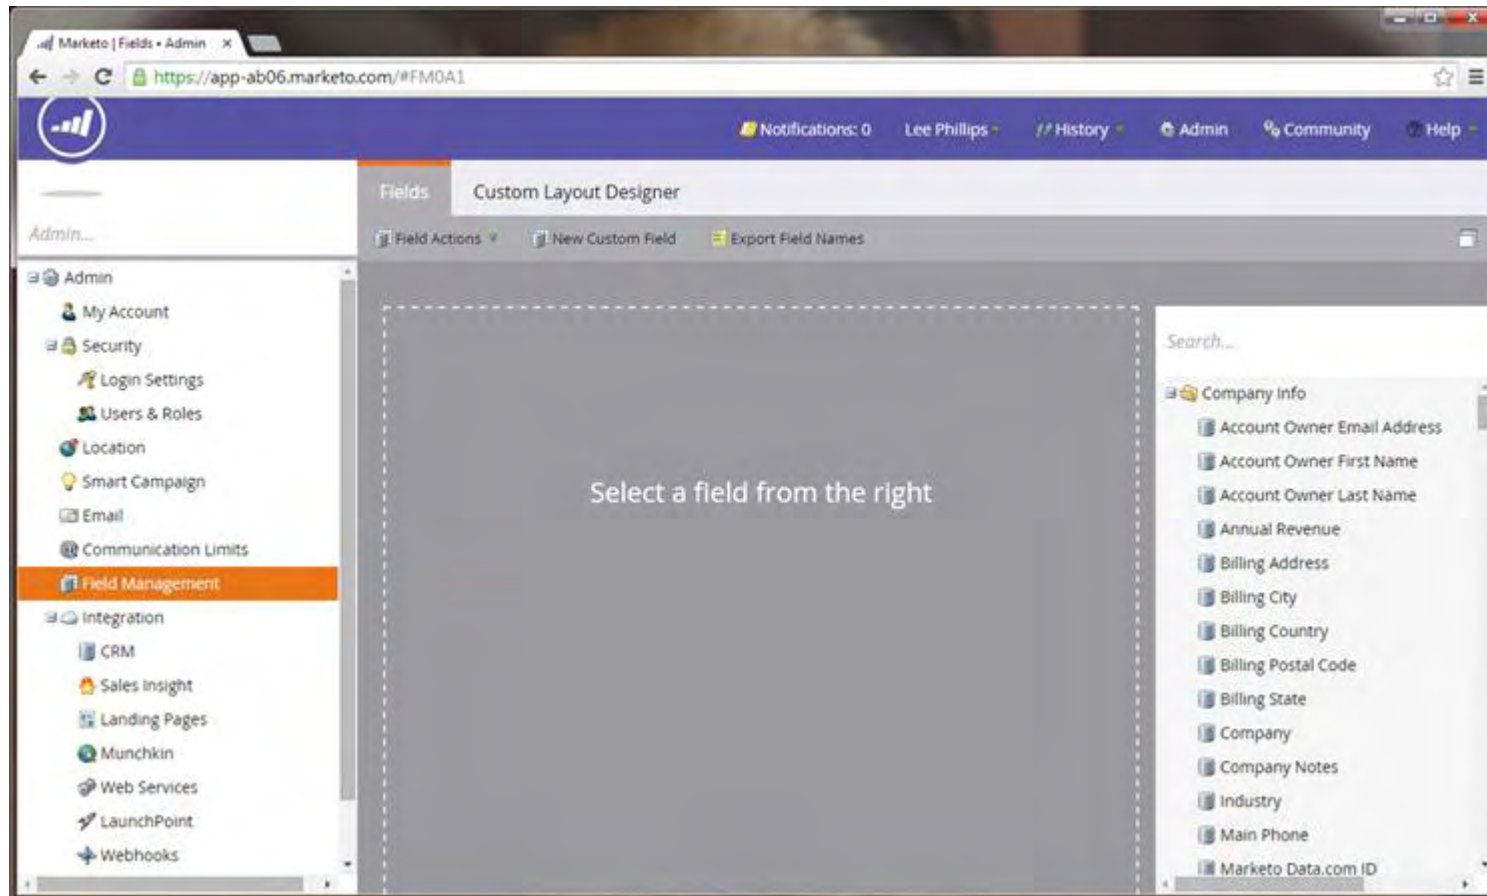 Marketo | Fields • Admin
https://app-ab06.marketo.com/#FM0A1
Notifications: 0 Lee Phillips History Admin Community Help
Fields Custom Layout Designer
Admin...
Field Actions New Custom Field Export Field Names
Admin
My Account
Security
Login Settings
Users & Roles
Location
Smart Campaign
Email
Communication Limits
Field Management
Integration
CRM
Sales Insight
Landing Pages
Munchkin
Web Services
LaunchPoint
Webhooks
Select a field from the right
Search...
Company Info
Account Owner Email Address
Account Owner First Name
Account Owner Last Name
Annual Revenue
Billing Address
Billing City
Billing Country
Billing Postal Code
Billing State
Company
Company Notes
Industry
Main Phone
Marketo Data.com ID